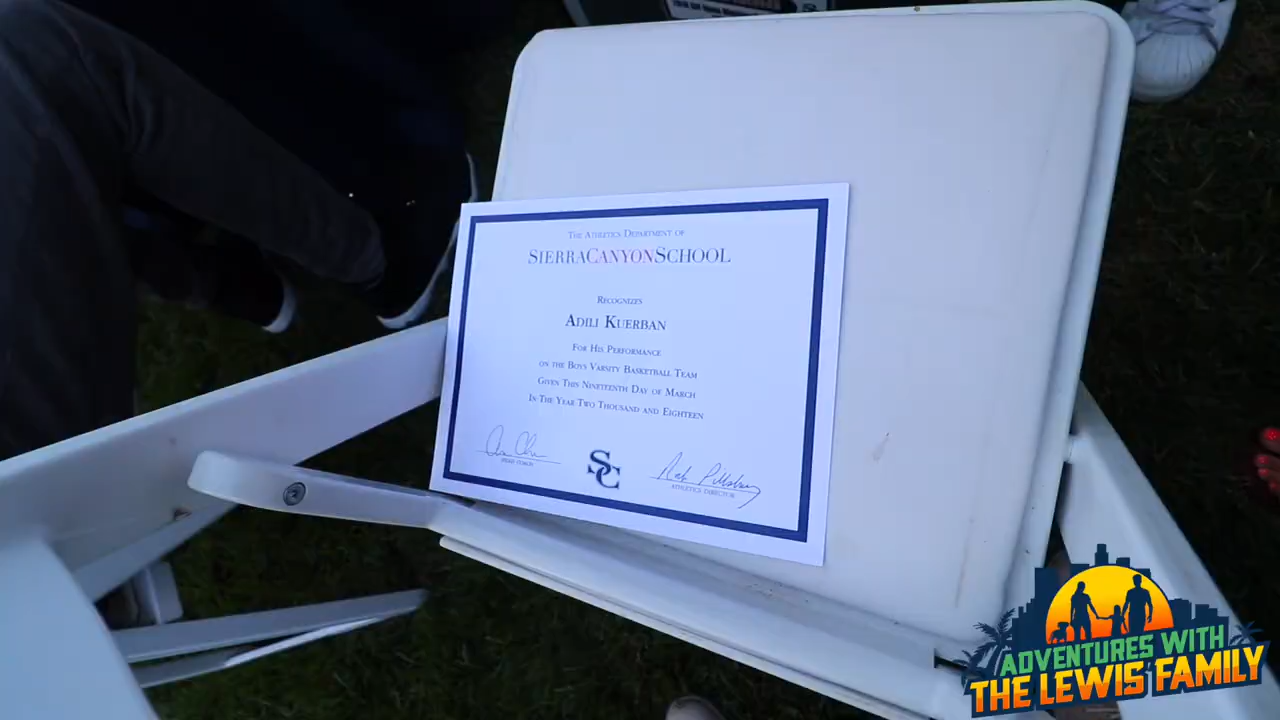 THE ATHLETICS DEPARTMENT OF
SIERRACANYONSCHOOL
RECOGNIZES
ADILI KUERBAN
FOR HIS PERFORMANCE
ON THE BOYS VARSITY BASKETBALL TEAM
GIVEN THIS NINETEENTH DAY OF MARCH
IN THE YEAR TWO THOUSAND AND EIGHTEEN
HEAD COACH
SC
ATHLETICS DIRECTOR
ADVENTURES WITH
THE LEWIS FAMILY